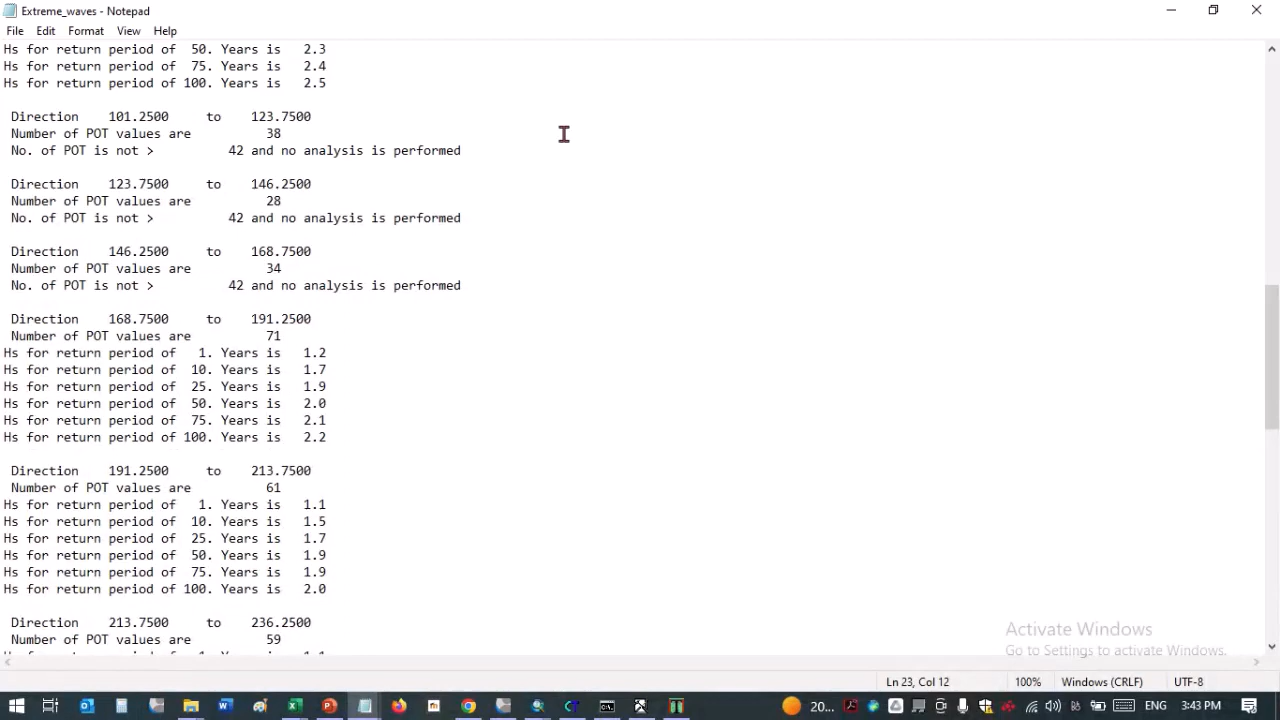 Extreme_waves - Notepad
File Edit Format View Help
Hs for return period of  50. Years is   2.3
Hs for return period of  75. Years is   2.4
Hs for return period of 100. Years is   2.5
Direction    101.2500     to    123.7500
Number of POT values are          38
No. of POT is not >          42 and no analysis is performed
Direction    123.7500     to    146.2500
Number of POT values are          28
No. of POT is not >          42 and no analysis is performed
Direction    146.2500     to    168.7500
Number of POT values are          34
No. of POT is not >          42 and no analysis is performed
Direction    168.7500     to    191.2500
Number of POT values are          71
Hs for return period of   1. Years is   1.2
Hs for return period of  10. Years is   1.7
Hs for return period of  25. Years is   1.9
Hs for return period of  50. Years is   2.0
Hs for return period of  75. Years is   2.1
Hs for return period of 100. Years is   2.2
Direction    191.2500     to    213.7500
Number of POT values are          61
Hs for return period of   1. Years is   1.1
Hs for return period of  10. Years is   1.5
Hs for return period of  25. Years is   1.7
Hs for return period of  50. Years is   1.9
Hs for return period of  75. Years is   1.9
Hs for return period of 100. Years is   2.0
Direction    213.7500     to    236.2500
Number of POT values are          59
Activate Windows
Go to Settings to activate Windows.
Ln 23, Col 12 100% Windows (CRLF) UTF-8
20... ENG 3:43 PM